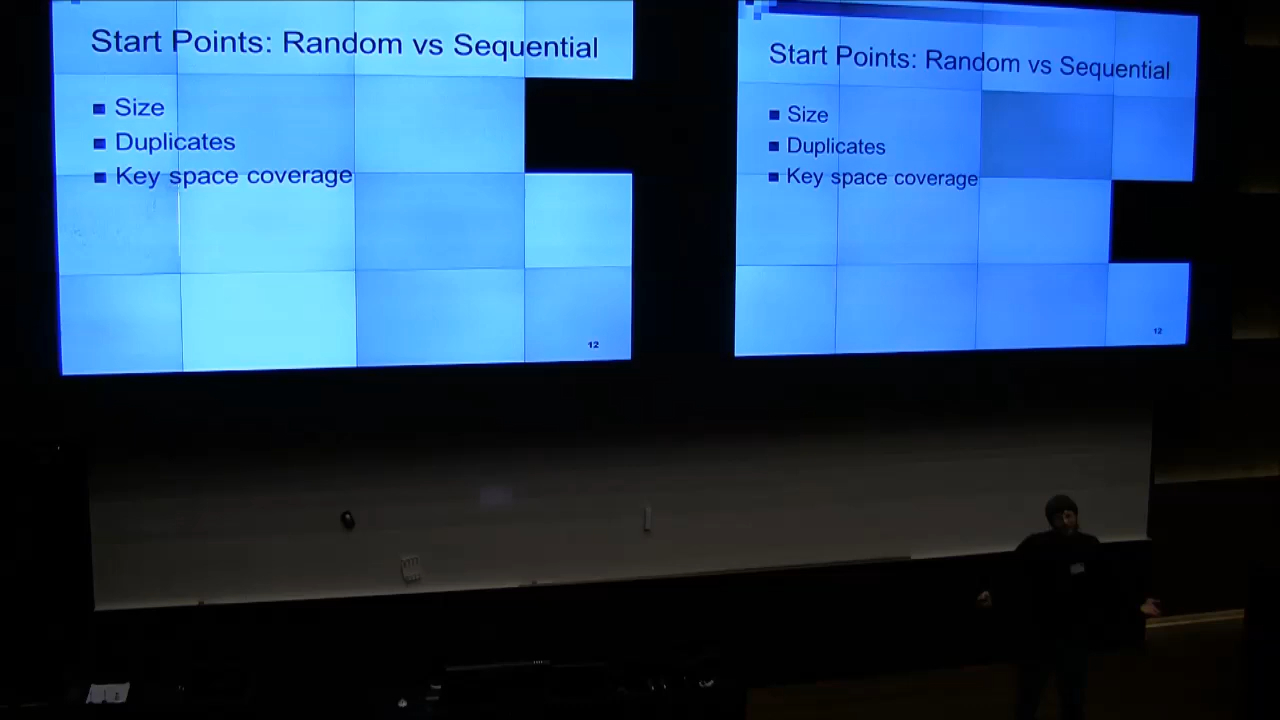 Start Points: Random vs Sequential
Size
Duplicates
Key space coverage
12
Start Points: Random vs Sequential
Size
Duplicates
Key space coverage
12